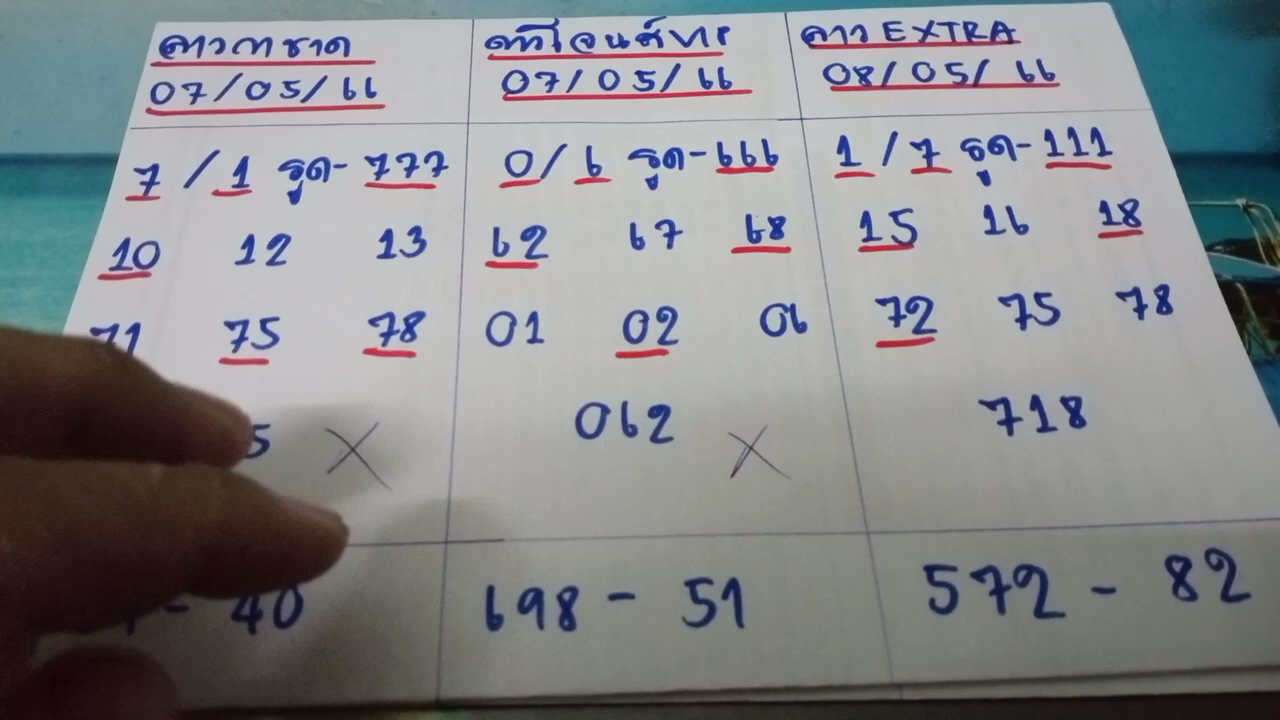 ลาวกาชาด
07/05/66
7 / 1 รูด- 777
10 12 13
71 75 78
5 X
- 40
ดาวโจนส์ VIP
07/05/66
0/6 รูด-666
62 67 68
01 02 06
062 X
698 - 51
ลาว EXTRA
08/05/66
1 / 7 รูด- 111
15 16 18
72 75 78
718
572 - 82